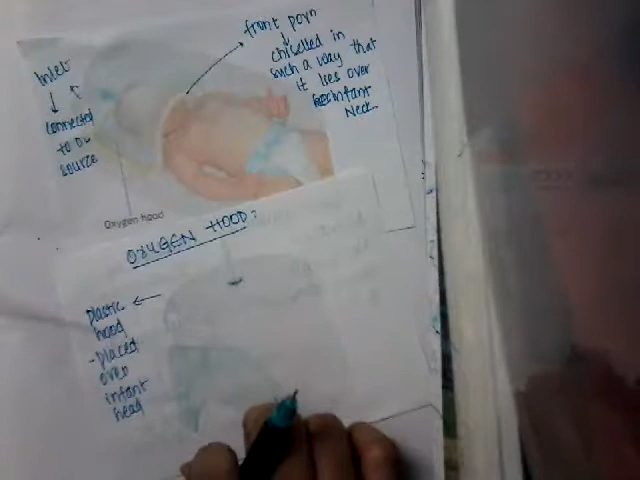 front porn
↓
chiselled in
such a way that
it lies over
infant
Neck
Inlet
↓
connected
to O2
source
Oxygen hood
OXYGEN HOOD:
plastic
hood
- placed
over
infant
head